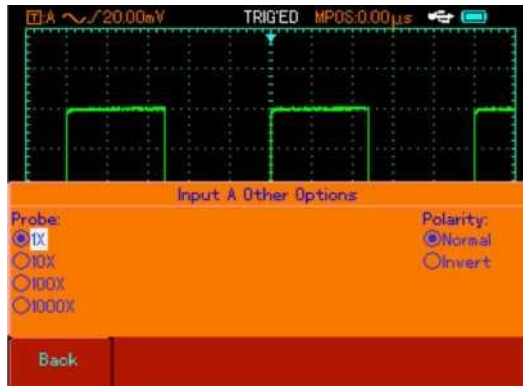 T:A 20.00mV TRIG'ED MPOS:0.00μs
Input A Other Options
Probe: Polarity:
1X Normal
10X Invert
100X
1000X
Back